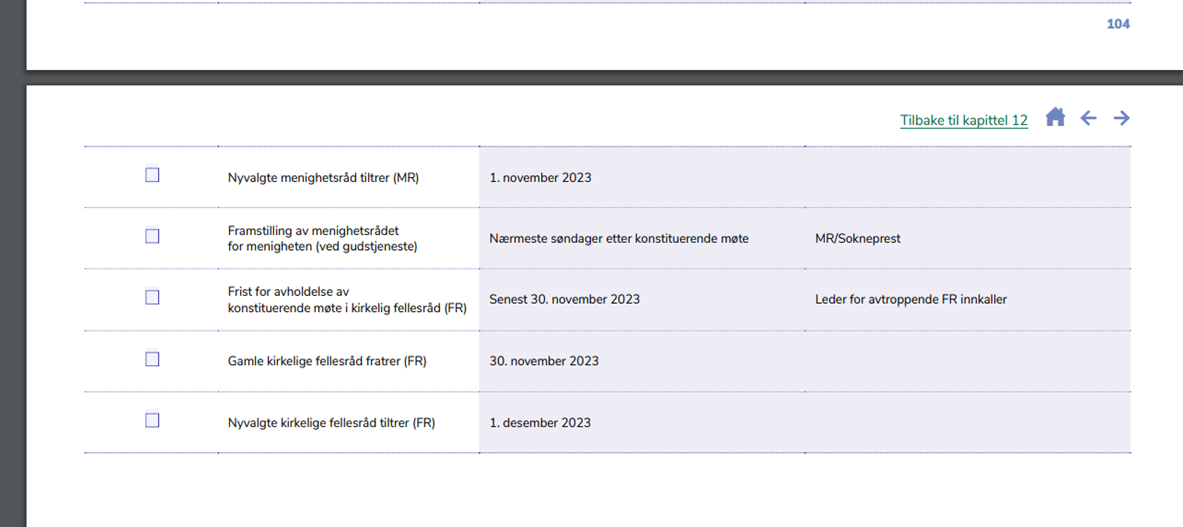 104
Tilbake til kapittel 12
Nyvalgte menighetsråd tiltrer (MR)
1. november 2023
Framstilling av menighetsrådet
for menigheten (ved gudstjeneste)
Nærmeste søndager etter konstituerende møte
MR/Sokneprest
Frist for avholdelse av
konstituerende møte i kirkelig fellesråd (FR)
Senest 30. november 2023
Leder for avtroppende FR innkaller
Gamle kirkelige fellesråd fratrer (FR)
30. november 2023
Nyvalgte kirkelige fellesråd tiltrer (FR)
1. desember 2023